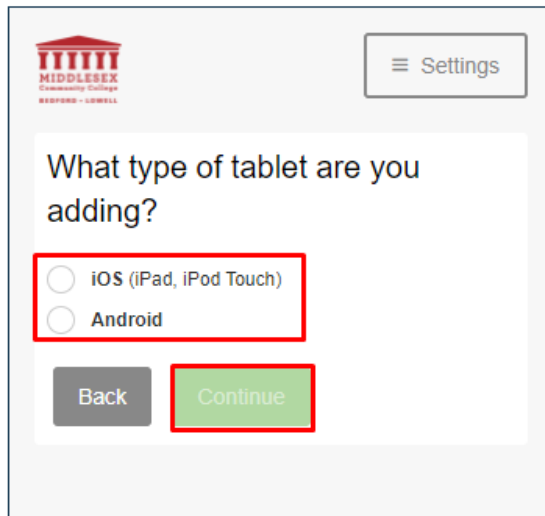 MIDDLESEX
Community College
BEDFORD - LOWELL
≡ Settings
What type of tablet are you
adding?
iOS (iPad, iPod Touch)
Android
Back
Continue